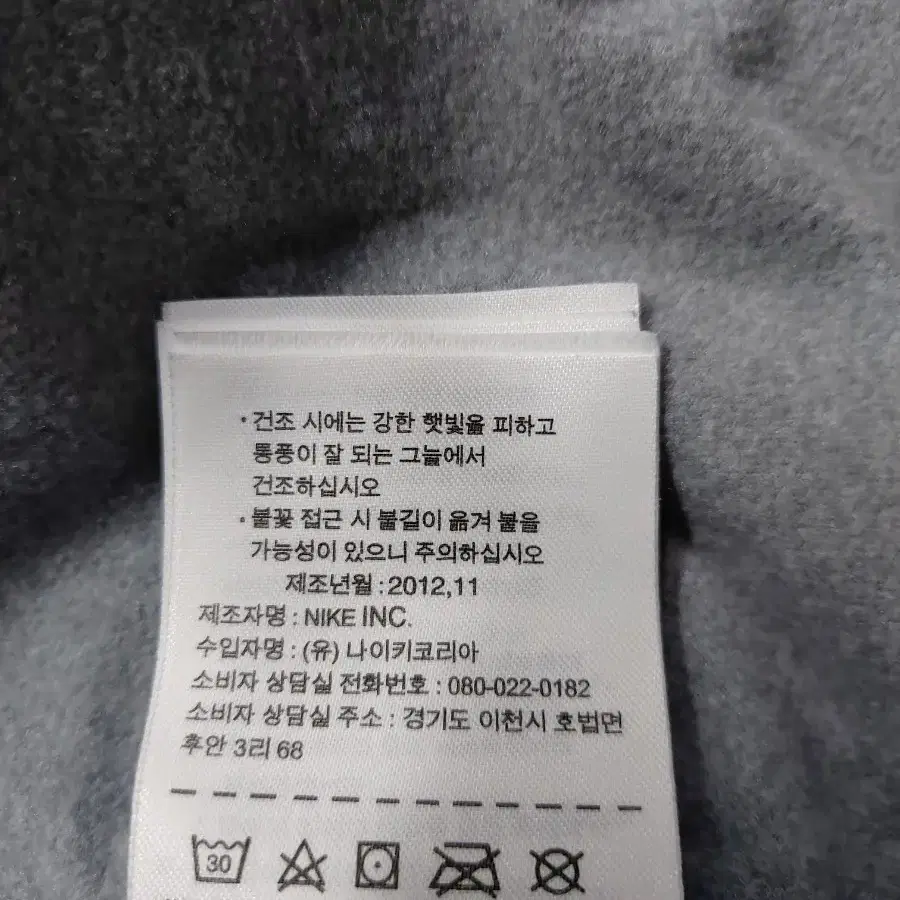 · 건조 시에는 강한 햇빛을 피하고
통풍이 잘 되는 그늘에서
건조하십시오
· 불꽃 접근 시 불길이 옮겨 붙을
가능성이 있으니 주의하십시오
제조년월 : 2012,11
제조자명 : NIKE INC.
수입자명 : (유) 나이키코리아
소비자 상담실 전화번호 : 080-022-0182
소비자 상담실 주소 : 경기도 이천시 호법면
후안 3리 68
30